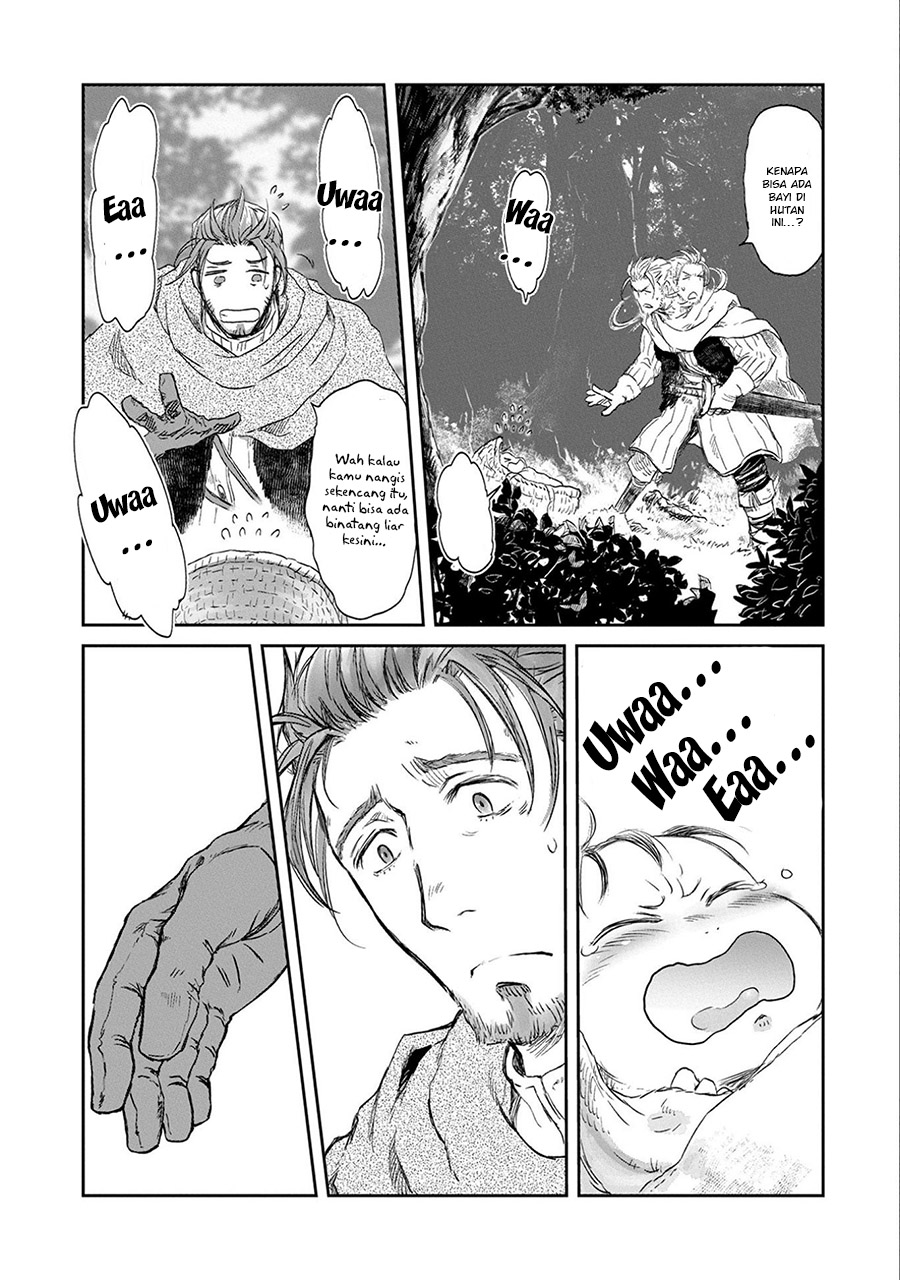 KENAPA
BISA ADA
BAYI DI
HUTAN
INI...?
Waa
...
Uwaa
...
Eaa
...
Wah kalau
kamu nangis
sekencang itu,
nanti bisa ada
binatang liar
kesini...
Uwaa
...
Uwaa...
Waa...
Eaa...